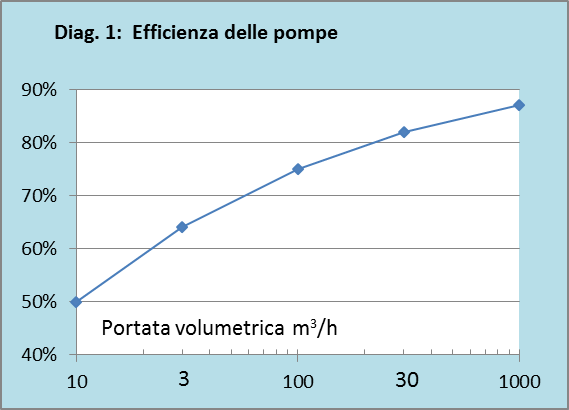 Diag. 1: Efficienza delle pompe
90%
80%
70%
60%
50%
40%
Portata volumetrica m³/h
10 3 100 30 1000